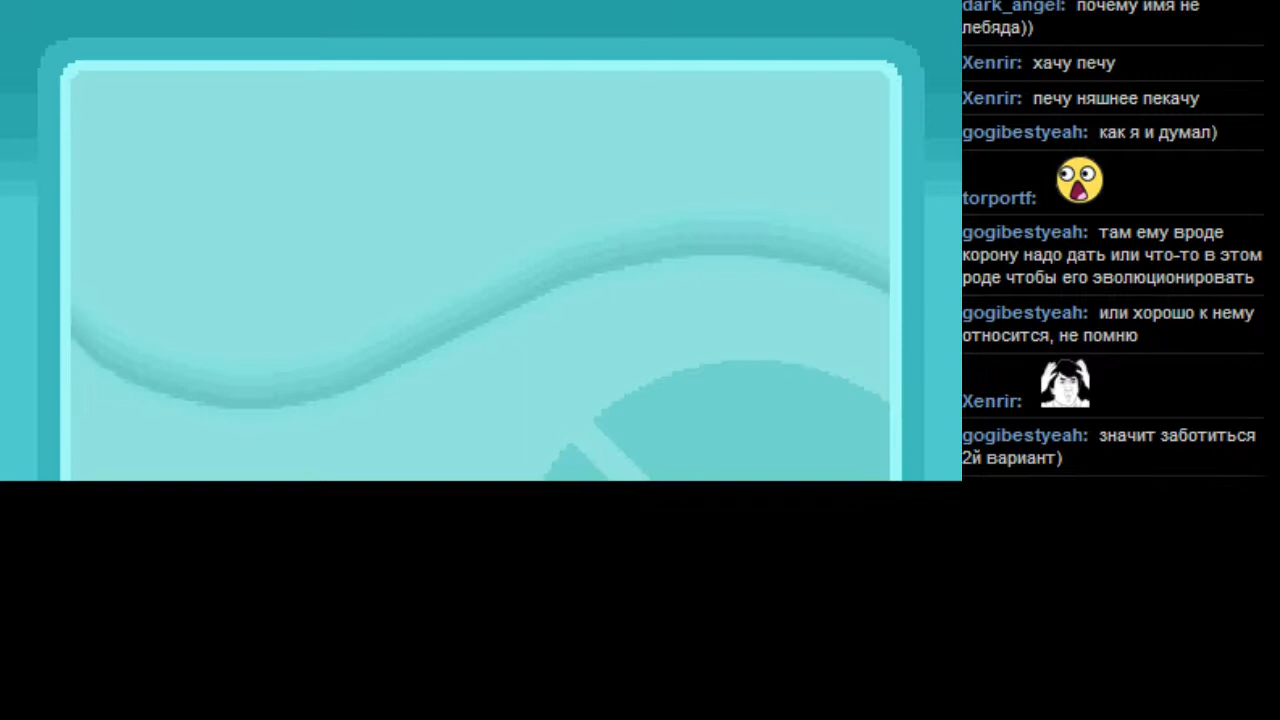 dark_angel: почему имя не
лебяда))
Xenrir: хачу печу
Xenrir: печу няшнее пекачу
gogibestyeah: как я и думал)
torportf:
gogibestyeah: там ему вроде
корону надо дать или что-то в этом
роде чтобы его эволюционировать
gogibestyeah: или хорошо к нему
относится, не помню
Xenrir:
gogibestyeah: значит заботиться
2й вариант)